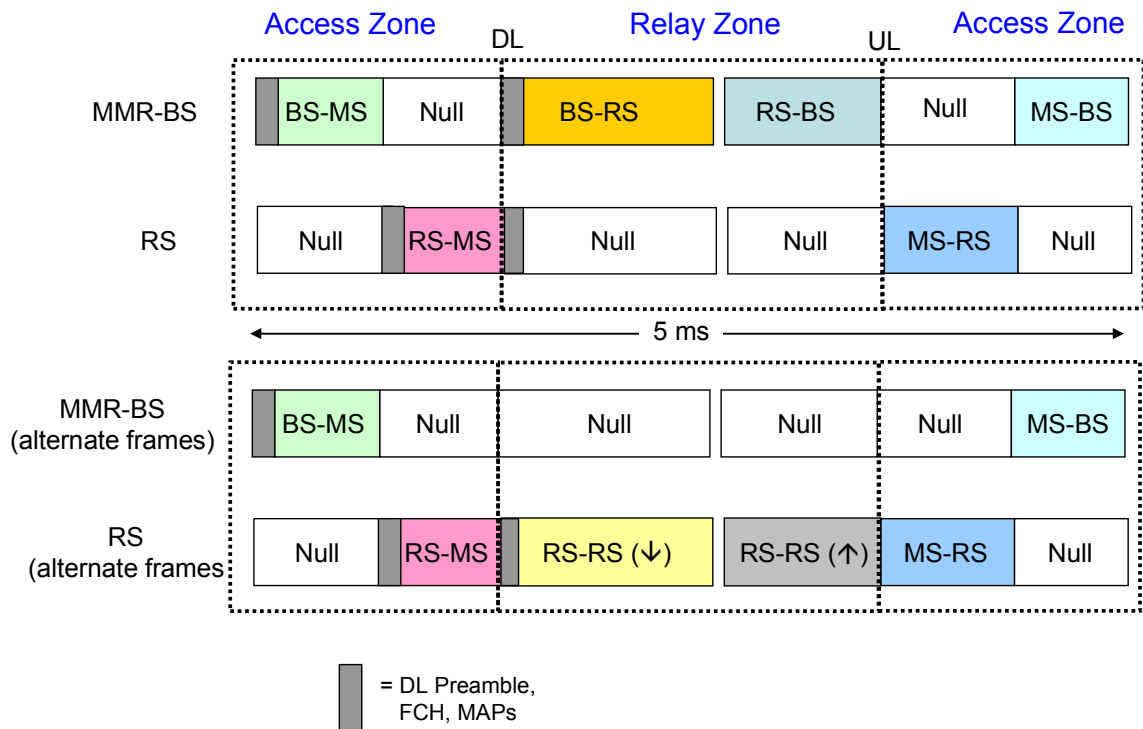 Access Zone DL Relay Zone UL Access Zone
MMR-BS BS-MS Null BS-RS RS-BS Null MS-BS
RS Null RS-MS Null Null MS-RS Null
5 ms
MMR-BS
(alternate frames) BS-MS Null Null Null Null MS-BS
RS
(alternate frames Null RS-MS RS-RS (↓) RS-RS (↑) MS-RS Null
= DL Preamble,
FCH, MAPs